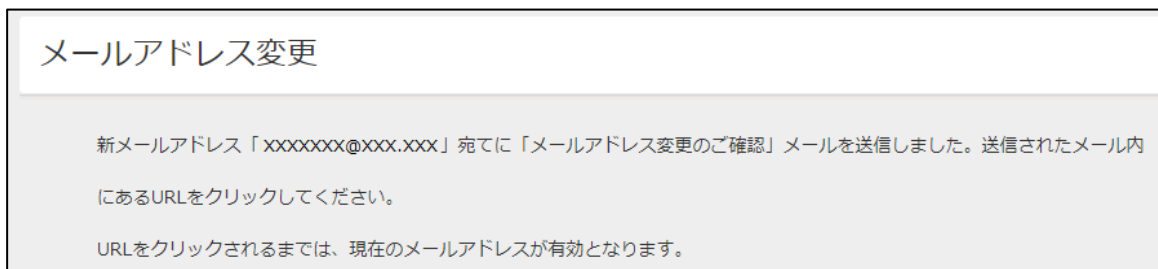 メールアドレス変更
新メールアドレス「 XXXXXXX@XXX.XXX」宛てに「メールアドレス変更のご確認」メールを送信しました。送信されたメール内
にあるURLをクリックしてください。
URLをクリックされるまでは、現在のメールアドレスが有効となります。